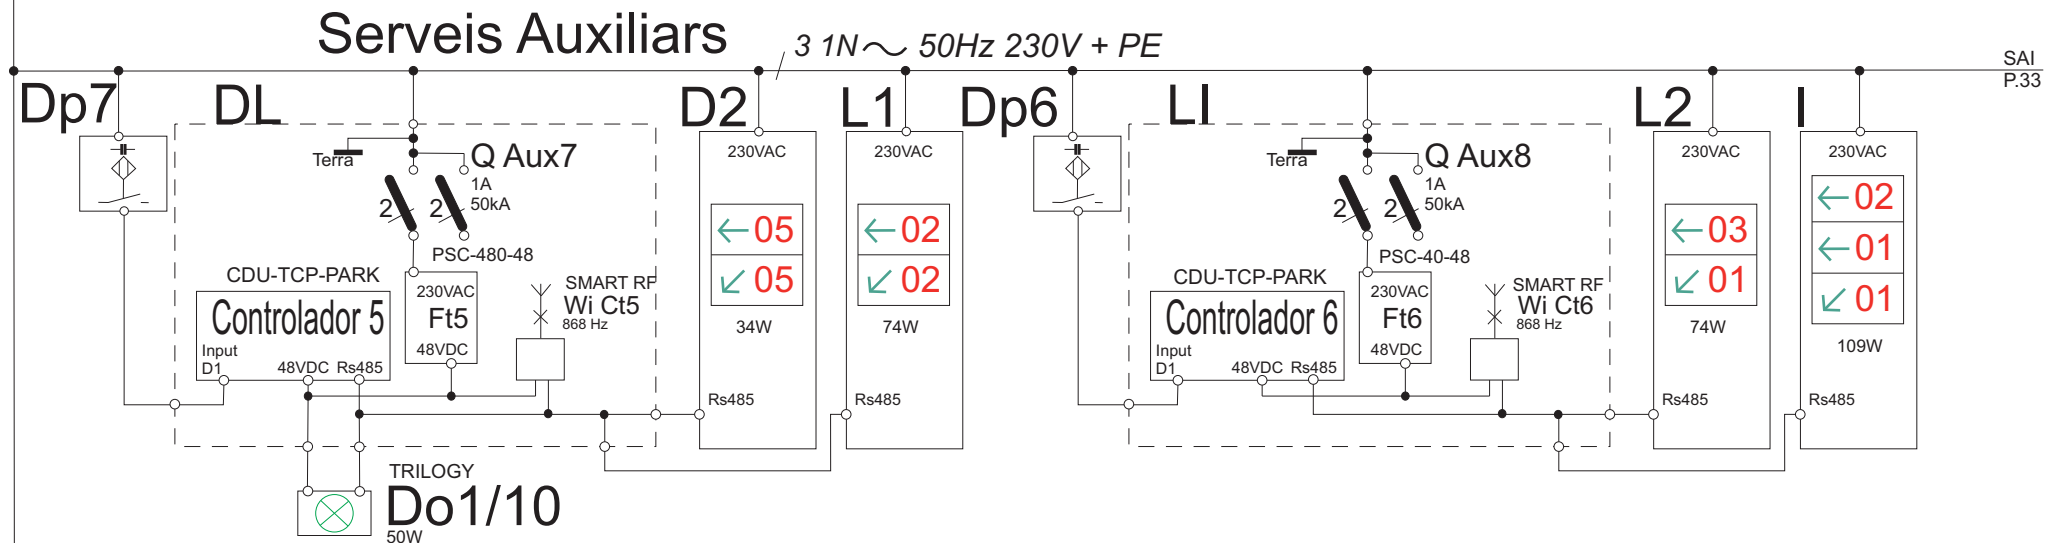 Serveis Auxiliars
3 1N 50Hz 230V + PE
SAI
P.33
Dp7
DL
D2
L1
Dp6
LI
L2
I
Terra
Q Aux7
1A
50kA
2
2
PSC-480-48
CDU-TCP-PARK
Controlador 5
Input
D1
48VDC
Rs485
230VAC
Ft5
48VDC
SMART RF
Wi Ct5
868 Hz
TRILOGY
Do1/10
50W
230VAC
← 05
↙ 05
34W
Rs485
230VAC
← 02
↙ 02
74W
Rs485
Terra
Q Aux8
1A
50kA
2
2
PSC-40-48
CDU-TCP-PARK
Controlador 6
Input
D1
48VDC
Rs485
230VAC
Ft6
48VDC
SMART RF
Wi Ct6
868 Hz
230VAC
← 03
↙ 01
74W
Rs485
230VAC
← 02
← 01
↙ 01
109W
Rs485